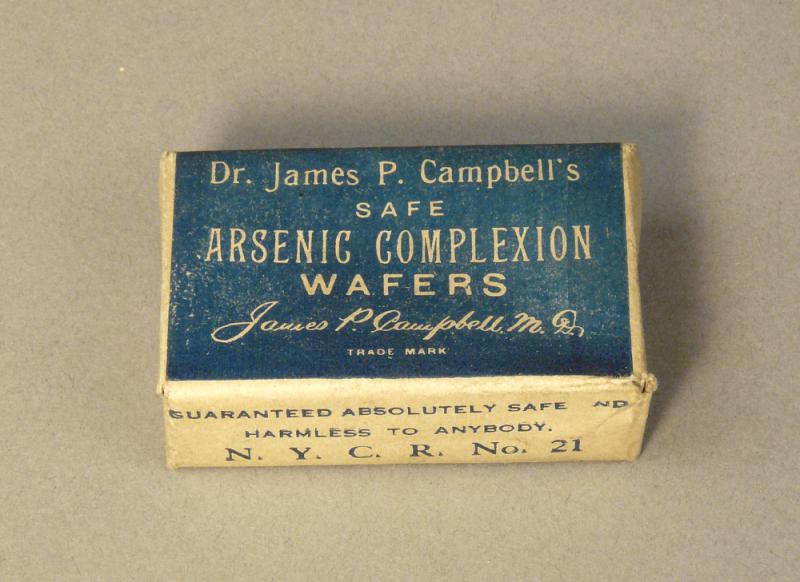 Dr. James P. Campbell's
SAFE
ARSENIC COMPLEXION
WAFERS
James P. Campbell, M. D.
TRADE MARK
GUARANTEED ABSOLUTELY SAFE ND
HARMLESS TO ANYBODY.
N. Y. C. R. No. 21